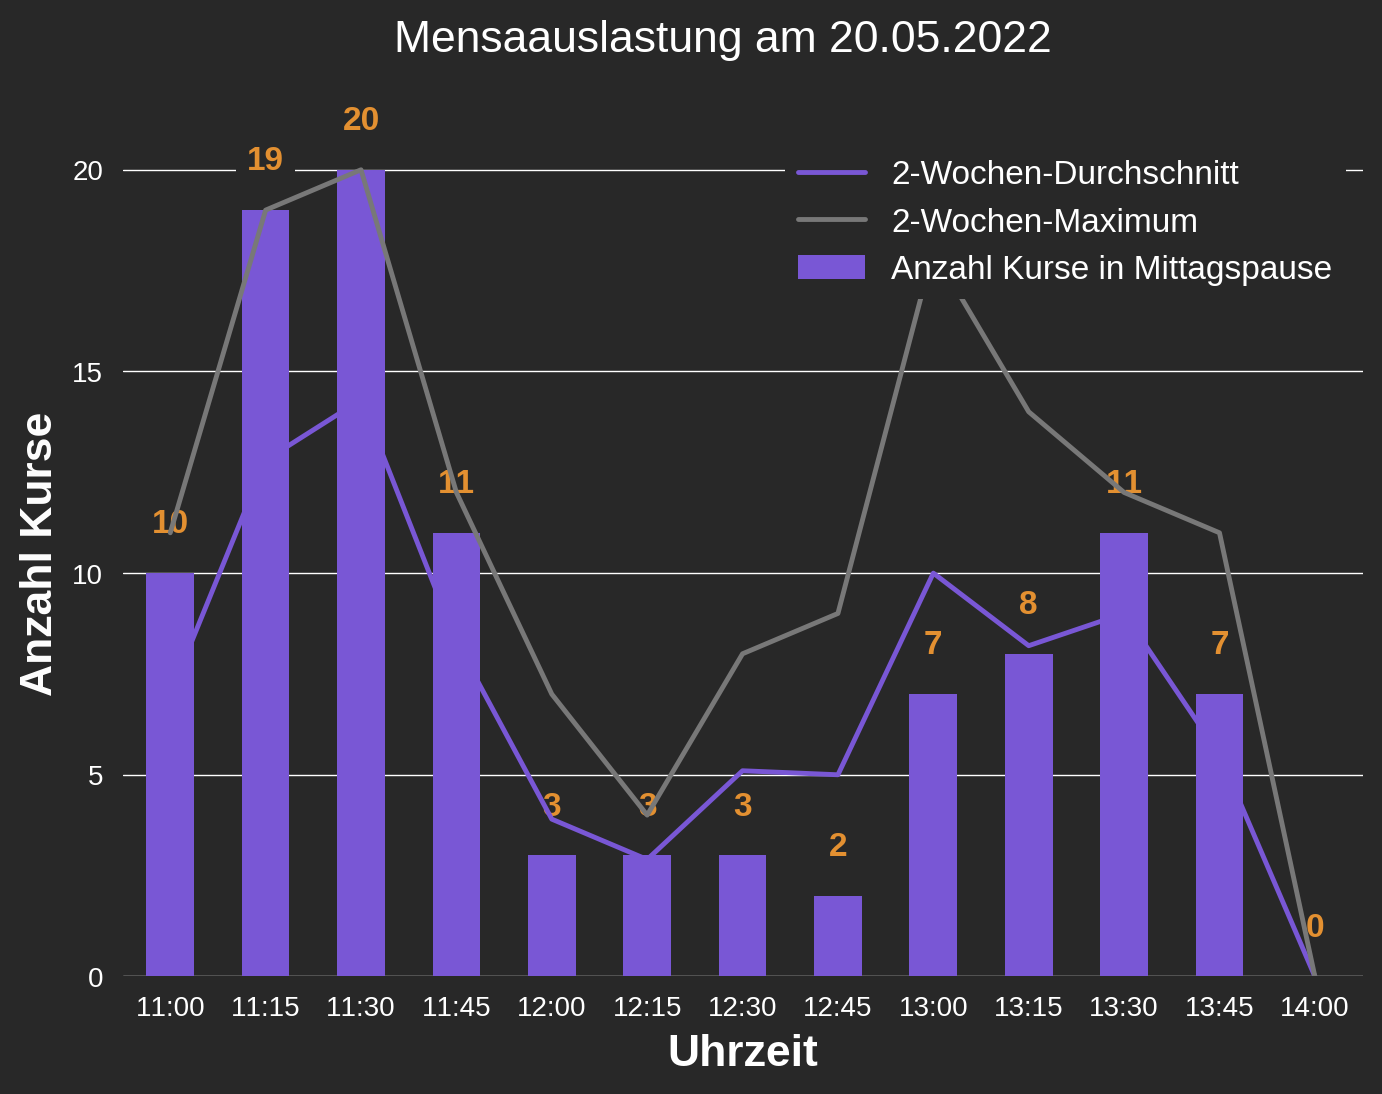 Mensaauslastung am 20.05.2022
20
19
20
2-Wochen-Durchschnitt
2-Wochen-Maximum
Anzahl Kurse in Mittagspause
15
11
11
10
10
8
7
7
5
3
3
3
2
0
0
11:00 11:15 11:30 11:45 12:00 12:15 12:30 12:45 13:00 13:15 13:30 13:45 14:00
Uhrzeit
Anzahl Kurse